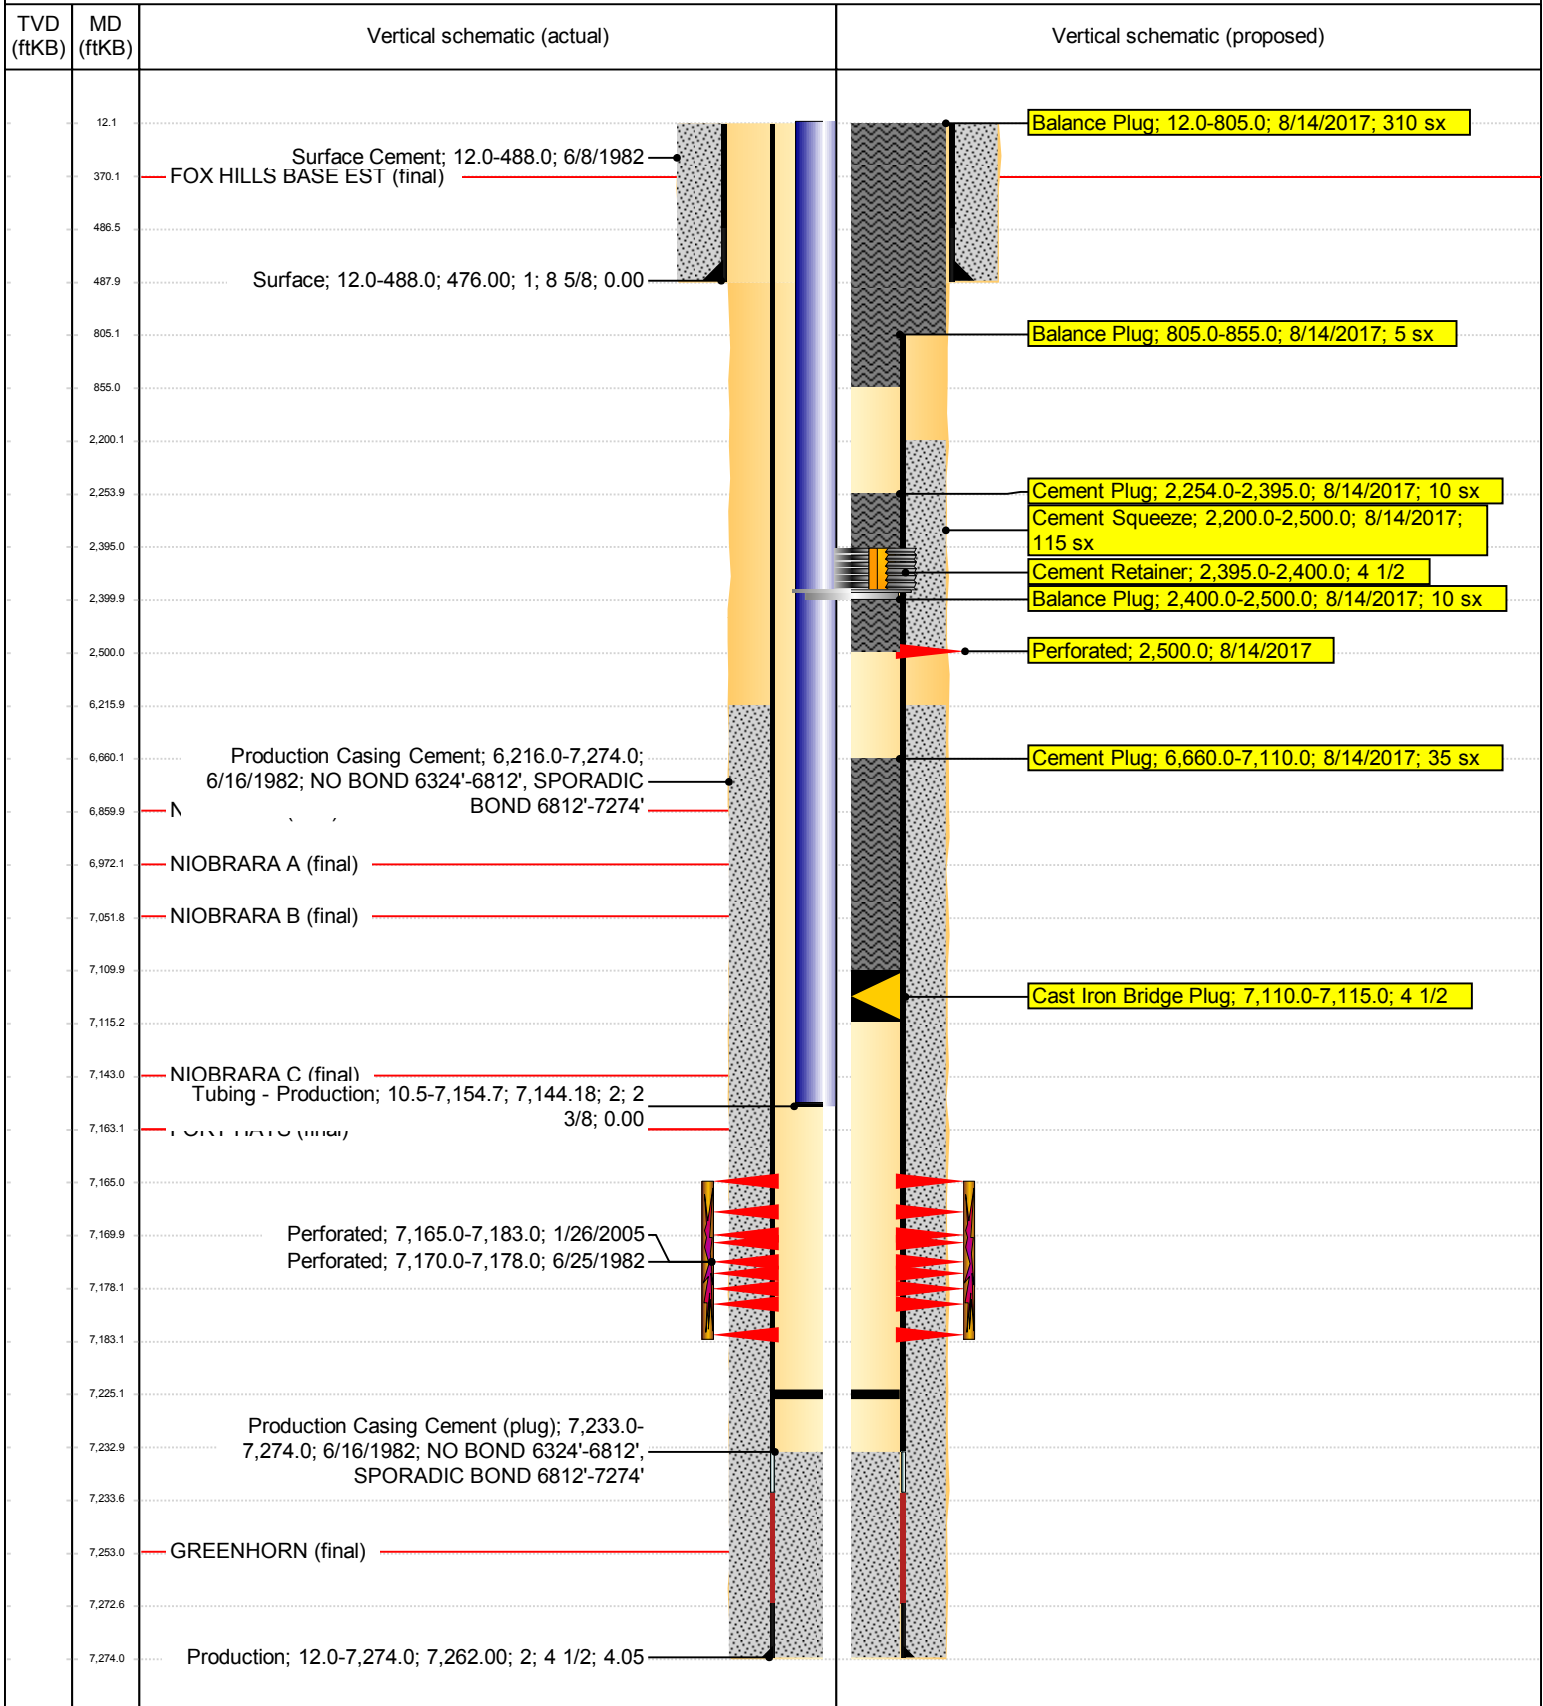 TVD (ftKB)
MD (ftKB)
Vertical schematic (actual)
Vertical schematic (proposed)
12.1
Balance Plug; 12.0-805.0; 8/14/2017; 310 sx
Surface Cement; 12.0-488.0; 6/8/1982
370.1
FOX HILLS BASE EST (final)
486.5
487.9
Surface; 12.0-488.0; 476.00; 1; 8 5/8; 0.00
805.1
Balance Plug; 805.0-855.0; 8/14/2017; 5 sx
855.0
2,200.1
2,253.9
Cement Plug; 2,254.0-2,395.0; 8/14/2017; 10 sx
Cement Squeeze; 2,200.0-2,500.0; 8/14/2017;
115 sx
2,395.0
Cement Retainer; 2,395.0-2,400.0; 4 1/2
2,399.9
Balance Plug; 2,400.0-2,500.0; 8/14/2017; 10 sx
2,500.0
Perforated; 2,500.0; 8/14/2017
6,215.9
6,660.1
Production Casing Cement; 6,216.0-7,274.0;
6/16/1982; NO BOND 6324'-6812', SPORADIC
BOND 6812'-7274'
Cement Plug; 6,660.0-7,110.0; 8/14/2017; 35 sx
6,859.9
6,972.1
NIOBRARA A (final)
7,051.8
NIOBRARA B (final)
7,109.9
Cast Iron Bridge Plug; 7,110.0-7,115.0; 4 1/2
7,115.2
7,143.0
NIOBRARA C (final)
Tubing - Production; 10.5-7,154.7; 7,144.18; 2; 2
3/8; 0.00
7,163.1
7,165.0
7,169.9
Perforated; 7,165.0-7,183.0; 1/26/2005
Perforated; 7,170.0-7,178.0; 6/25/1982
7,178.1
7,183.1
7,225.1
Production Casing Cement (plug); 7,233.0-
7,274.0; 6/16/1982; NO BOND 6324'-6812',
SPORADIC BOND 6812'-7274'
7,232.9
7,233.6
7,253.0
GREENHORN (final)
7,272.6
7,274.0
Production; 12.0-7,274.0; 7,262.00; 2; 4 1/2; 4.05